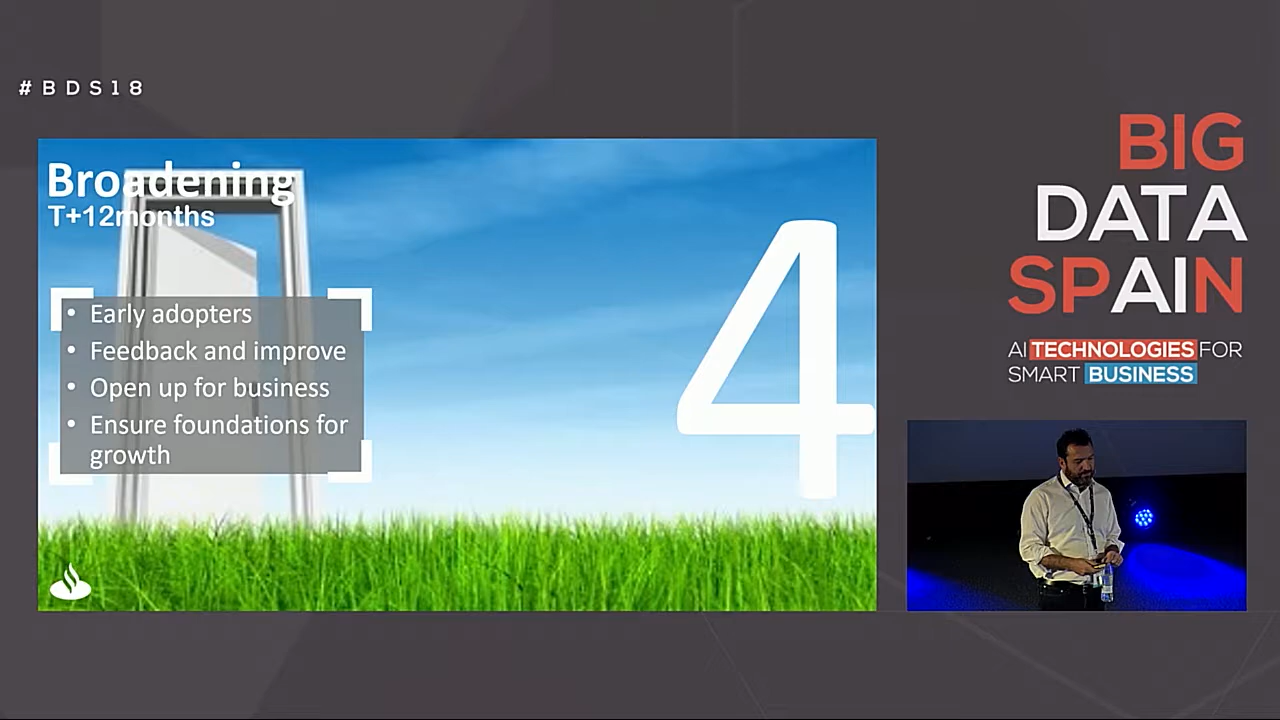 #BDS18
Broadening
T+12months
• Early adopters
• Feedback and improve
• Open up for business
• Ensure foundations for
growth
4
BIG
DATA
SPAIN
AI TECHNOLOGIES FOR
SMART BUSINESS